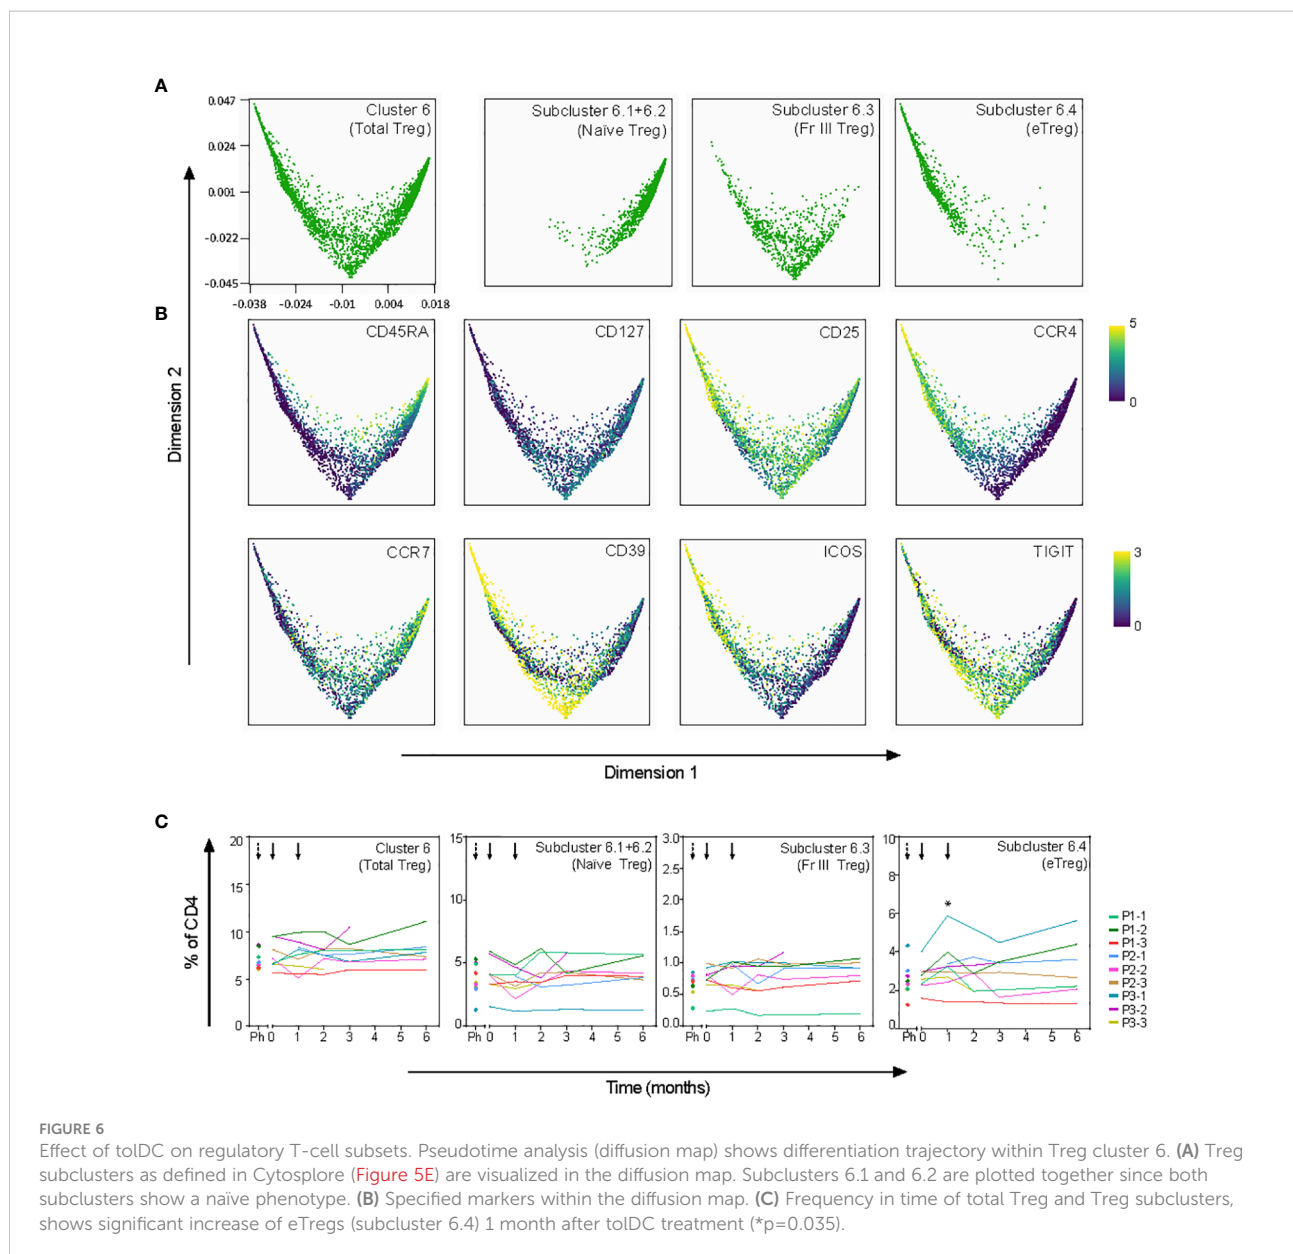 A
Cluster 6
(Total Treg)
Subcluster 6.1+6.2
(Naïve Treg)
Subcluster 6.3
(Fr III Treg)
Subcluster 6.4
(eTreg)
0.047
0.024
0.001
-0.022
-0.045
-0.038
-0.024
-0.01
0.004
0.018
B
CD45RA
CD127
CD25
CCR4
5
0
Dimension 2
CCR7
CD39
ICOS
TIGIT
3
0
Dimension 1
C
% of CD4
20
15
10
5
0
Cluster 6
(Total Treg)
Ph 0 1 2 3 4 5 6
15
10
5
0
Subcluster 6.1+6.2
(Naïve Treg)
Ph 0 1 2 3 4 5 6
3.0
2.5
2.0
1.5
1.0
0.5
0.0
Subcluster 6.3
(Fr III Treg)
Ph 0 1 2 3 4 5 6
10
8
6
4
2
0
Subcluster 6.4
(eTreg)
*
Ph 0 1 2 3 4 5 6
P1-1
P1-2
P1-3
P2-1
P2-2
P2-3
P3-1
P3-2
P3-3
Time (months)
FIGURE 6
Effect of tolDC on regulatory T-cell subsets. Pseudotime analysis (diffusion map) shows differentiation trajectory within Treg cluster 6. (A) Treg
subclusters as defined in Cytosplore (Figure 5E) are visualized in the diffusion map. Subclusters 6.1 and 6.2 are plotted together since both
subclusters show a naïve phenotype. (B) Specified markers within the diffusion map. (C) Frequency in time of total Treg and Treg subclusters,
shows significant increase of eTregs (subcluster 6.4) 1 month after tolDC treatment (*p=0.035).